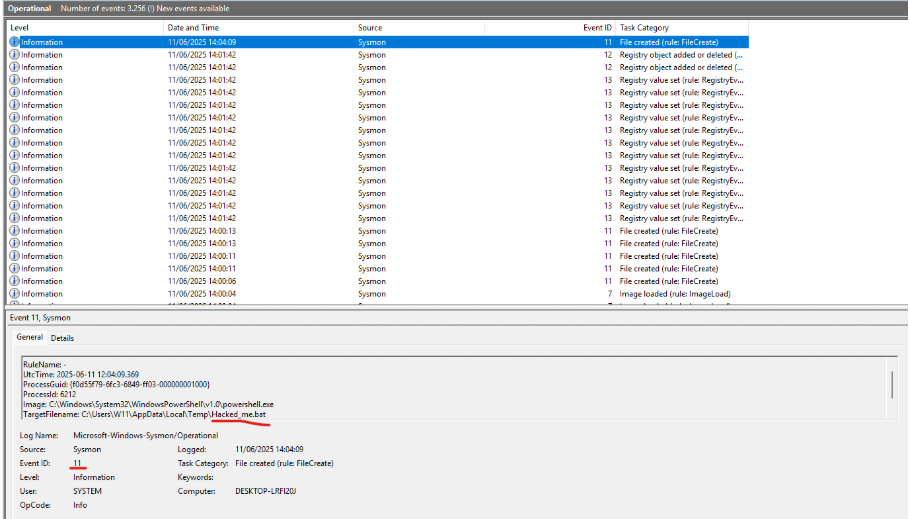 Operational Number of events: 3,256 (!) New events available
Level Date and Time Source Event ID Task Category
Information 11/06/2025 14:04:09 Sysmon 11 File created (rule: FileCreate)
Information 11/06/2025 14:01:42 Sysmon 12 Registry object added or deleted (...
Information 11/06/2025 14:01:42 Sysmon 12 Registry object added or deleted (...
Information 11/06/2025 14:01:42 Sysmon 13 Registry value set (rule: RegistryEv...
Information 11/06/2025 14:01:42 Sysmon 13 Registry value set (rule: RegistryEv...
Information 11/06/2025 14:01:42 Sysmon 13 Registry value set (rule: RegistryEv...
Information 11/06/2025 14:01:42 Sysmon 13 Registry value set (rule: RegistryEv...
Information 11/06/2025 14:01:42 Sysmon 13 Registry value set (rule: RegistryEv...
Information 11/06/2025 14:01:42 Sysmon 13 Registry value set (rule: RegistryEv...
Information 11/06/2025 14:01:42 Sysmon 13 Registry value set (rule: RegistryEv...
Information 11/06/2025 14:01:42 Sysmon 13 Registry value set (rule: RegistryEv...
Information 11/06/2025 14:01:42 Sysmon 13 Registry value set (rule: RegistryEv...
Information 11/06/2025 14:01:42 Sysmon 13 Registry value set (rule: RegistryEv...
Information 11/06/2025 14:01:42 Sysmon 13 Registry value set (rule: RegistryEv...
Information 11/06/2025 14:01:42 Sysmon 13 Registry value set (rule: RegistryEv...
Information 11/06/2025 14:00:13 Sysmon 11 File created (rule: FileCreate)
Information 11/06/2025 14:00:13 Sysmon 11 File created (rule: FileCreate)
Information 11/06/2025 14:00:11 Sysmon 11 File created (rule: FileCreate)
Information 11/06/2025 14:00:11 Sysmon 11 File created (rule: FileCreate)
Information 11/06/2025 14:00:06 Sysmon 11 File created (rule: FileCreate)
Information 11/06/2025 14:00:04 Sysmon 7 Image loaded (rule: ImageLoad)
Event 11, Sysmon
General Details
RuleName: -
UtcTime: 2025-06-11 12:04:09.369
ProcessGuid: {f0d55f79-6fc3-6849-ff03-000000001000}
ProcessId: 6212
Image: C:\Windows\System32\WindowsPowerShell\v1.0\powershell.exe
TargetFilename: C:\Users\W11\AppData\Local\Temp\Hacked_me.bat
Log Name: Microsoft-Windows-Sysmon/Operational
Source: Sysmon Logged: 11/06/2025 14:04:09
Event ID: 11 Task Category: File created (rule: FileCreate)
Level: Information Keywords:
User: SYSTEM Computer: DESKTOP-LRFI20J
OpCode: Info